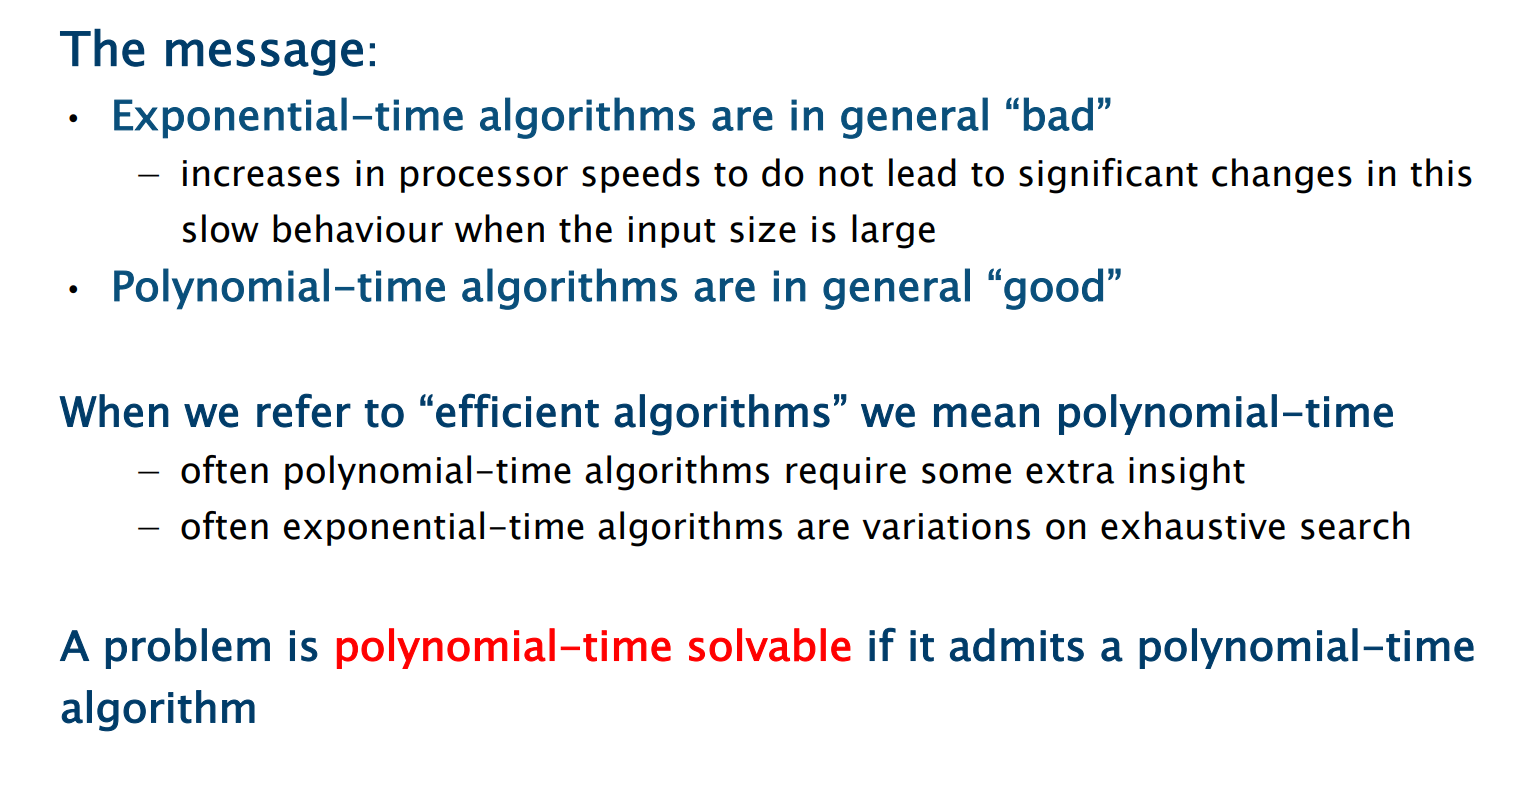 The message:
• Exponential-time algorithms are in general “bad”
– increases in processor speeds to do not lead to significant changes in this
slow behaviour when the input size is large
• Polynomial-time algorithms are in general “good”
When we refer to “efficient algorithms” we mean polynomial-time
– often polynomial-time algorithms require some extra insight
– often exponential-time algorithms are variations on exhaustive search
A problem is polynomial-time solvable if it admits a polynomial-time
algorithm